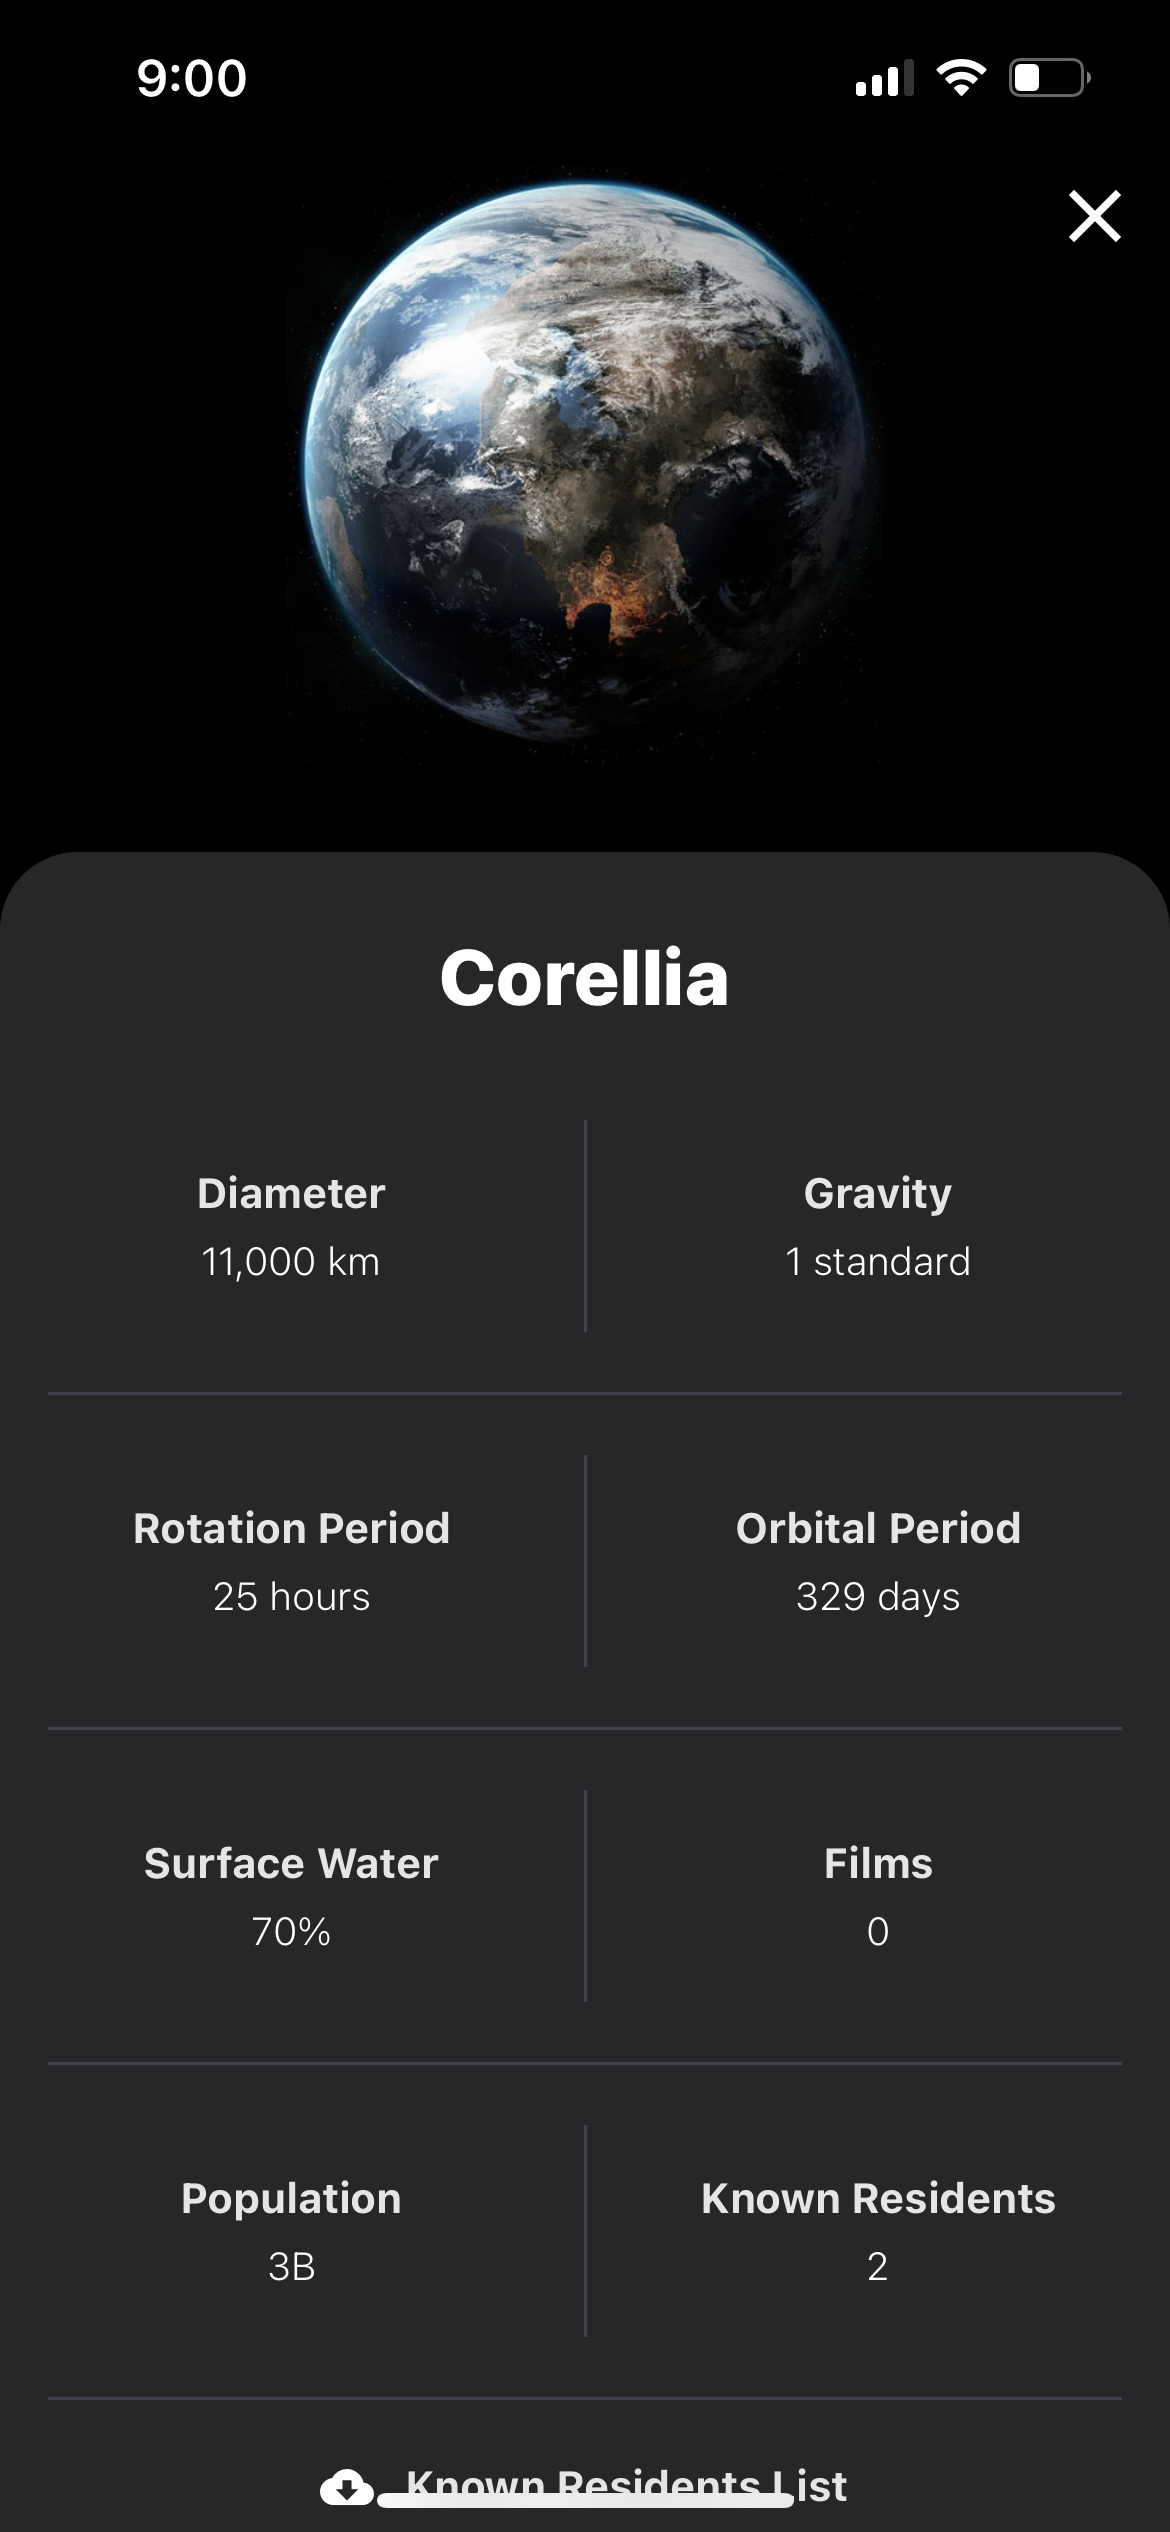 9:00
Corellia
Diameter
11,000 km
Gravity
1 standard
Rotation Period
25 hours
Orbital Period
329 days
Surface Water
70%
Films
0
Population
3B
Known Residents
2
Known Residents List